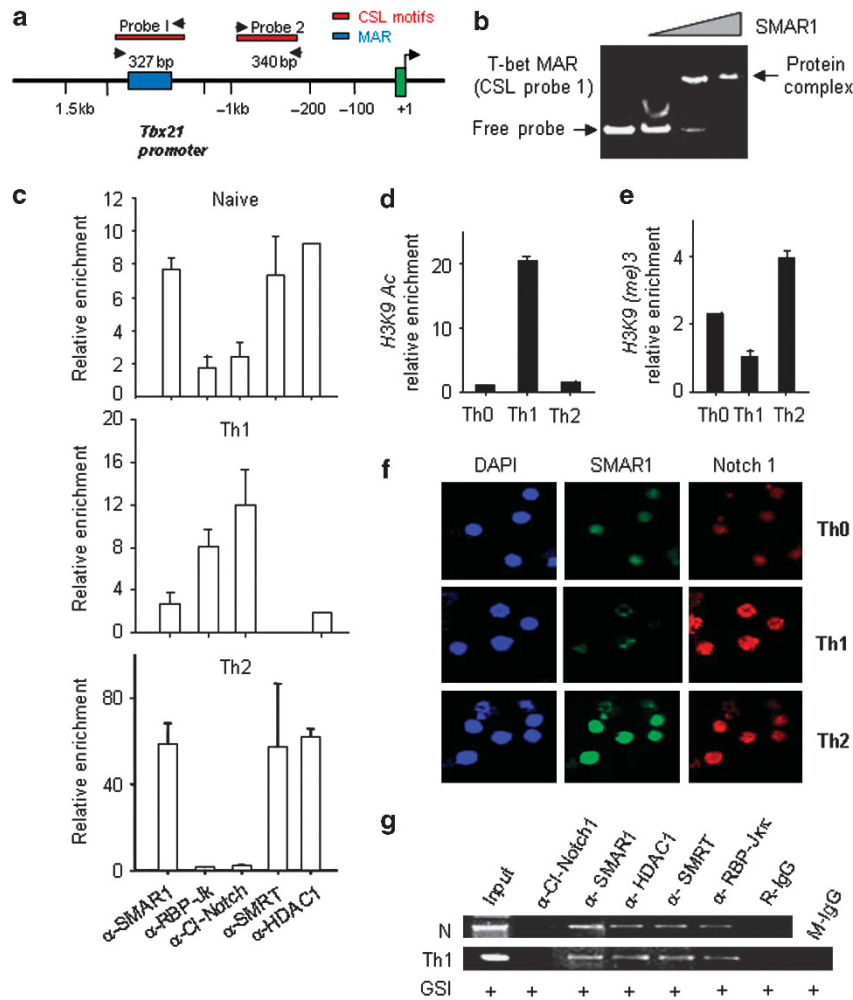 a
Probe 1
Probe 2
CSL motifs
MAR
327 bp
340 bp
1.5kb
−1kb
−200
−100
+1
Tbx21
promoter
b
SMAR1
T-bet MAR
(CSL probe 1)
Protein
complex
Free probe
c
Naive
Relative enrichment
12
10
8
6
4
2
0
Th1
Relative enrichment
20
16
12
8
4
0
Th2
Relative enrichment
80
40
0
α-SMAR1
α-RBP-Jk
α-Cl-Notch
α-SMRT
α-HDAC1
d
H3K9 Ac
relative enrichment
20
10
0
Th0 Th1 Th2
e
H3K9 (me)3
relative enrichment
4
2
0
Th0 Th1 Th2
f
DAPI
SMAR1
Notch 1
Th0
Th1
Th2
g
Input
α-Cl-Notch1
α- SMAR1
α- HDAC1
α- SMRT
α- RBP-Jκκ
R-IgG
M-IgG
N
Th1
GSI + + + + + + + +